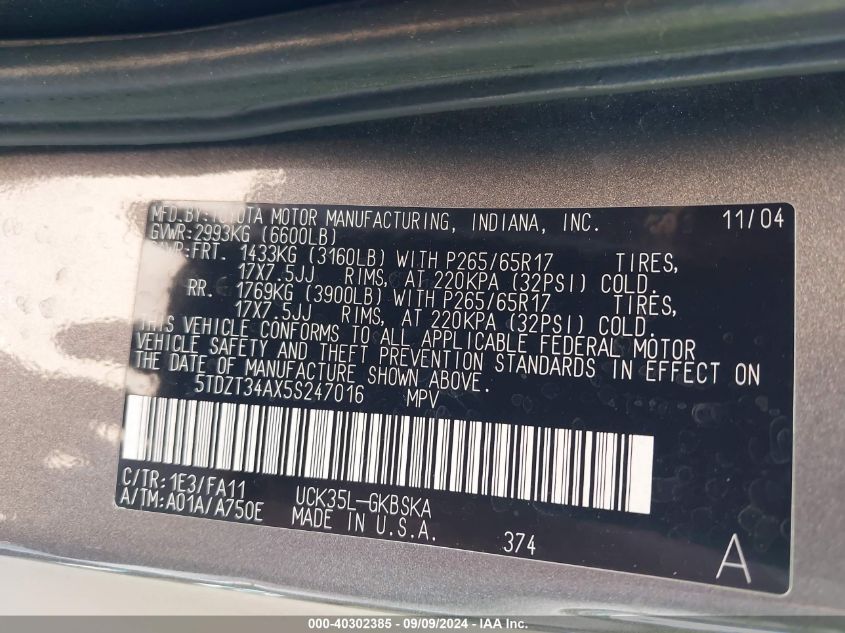 MFD.BY:TOYOTA MOTOR MANUFACTURING, INDIANA, INC. 11/04
GVWR:2993KG (6600LB)
GAWR:FRT. 1433KG (3160LB) WITH P265/65R17 TIRES,
17X7.5JJ RIMS, AT 220KPA (32PSI) COLD.
RR. 1769KG (3900LB) WITH P265/65R17 TIRES,
17X7.5JJ RIMS, AT 220KPA (32PSI) COLD.
THIS VEHICLE CONFORMS TO ALL APPLICABLE FEDERAL MOTOR
VEHICLE SAFETY AND THEFT PREVENTION STANDARDS IN EFFECT ON
THE DATE OF MANUFACTURE SHOWN ABOVE.
5TDZT34AX5S247016 MPV
C/TR: 1E3/FA11 UCK35L-GKBSKA
A/TM: A01A/A750E MADE IN U.S.A. 374 A
000-40302385 - 09/09/2024 - IAA Inc.